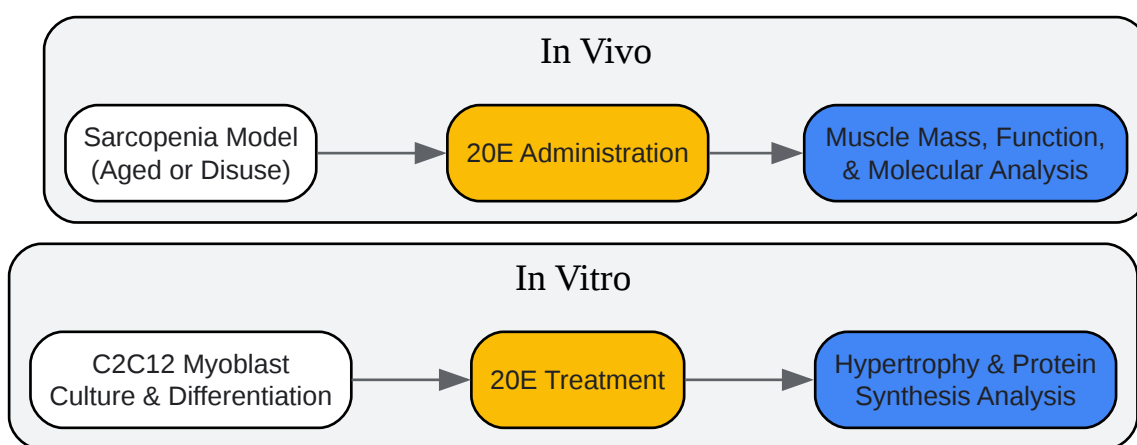 In Vivo
Sarcopenia Model
(Aged or Disuse)
20E Administration
Muscle Mass, Function,
& Molecular Analysis
In Vitro
C2C12 Myoblast
Culture & Differentiation
20E Treatment
Hypertrophy & Protein
Synthesis Analysis